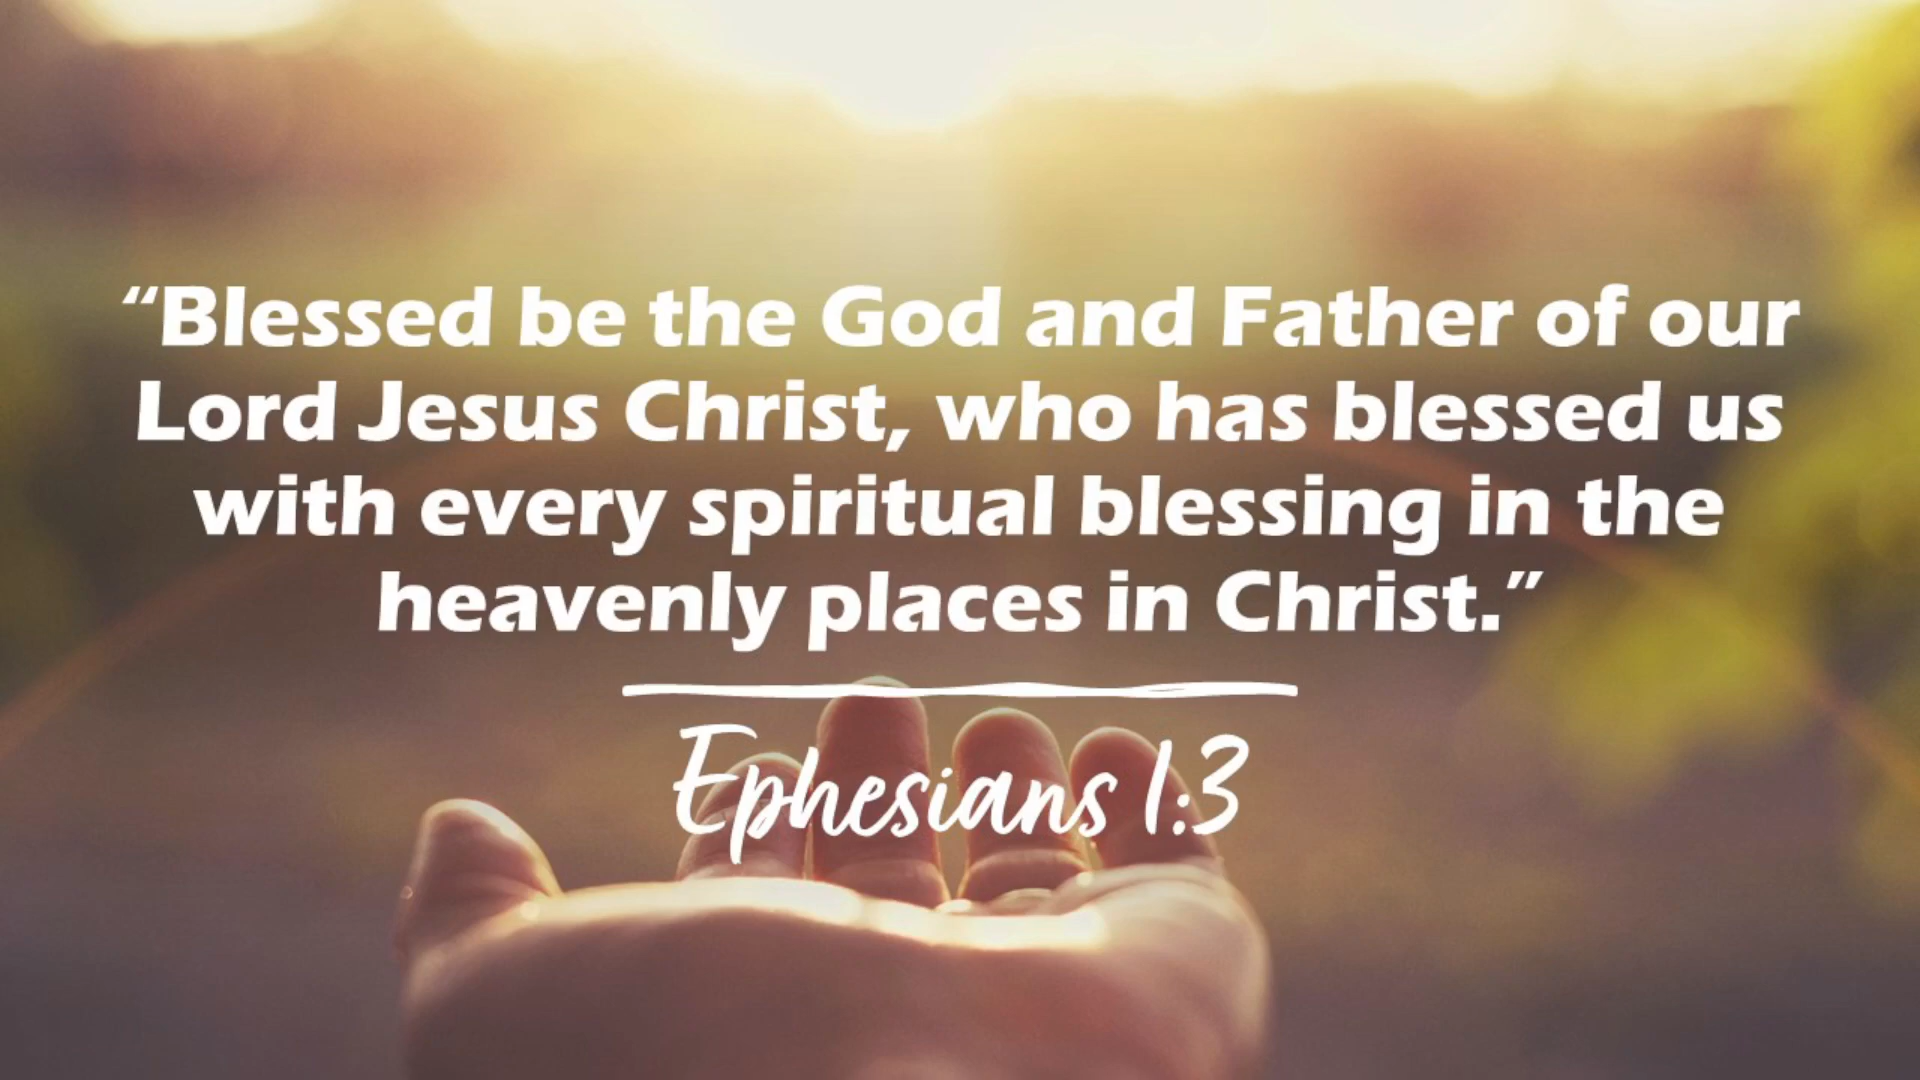 “Blessed be the God and Father of our
Lord Jesus Christ, who has blessed us
with every spiritual blessing in the
heavenly places in Christ.”
Ephesians 1:3